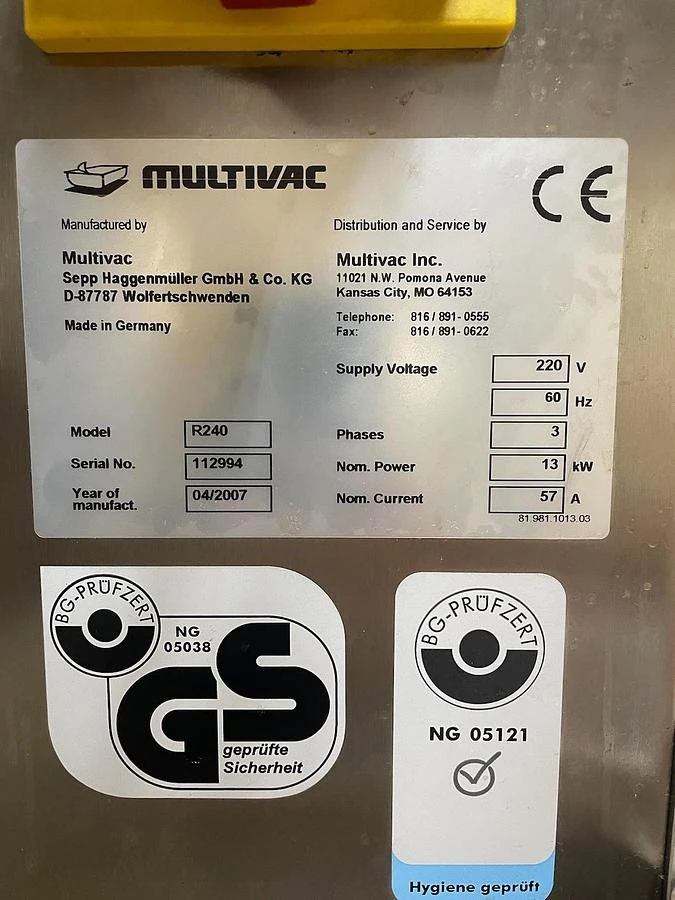 MULTIVAC
CE
Manufactured by
Multivac
Sepp Haggenmüller GmbH & Co. KG
D-87787 Wolfertschwenden
Made in Germany
Distribution and Service by
Multivac Inc.
11021 N.W. Pomona Avenue
Kansas City, MO 64153
Telephone: 816 / 891- 0555
Fax: 816 / 891- 0622
Model R240
Serial No. 112994
Year of
manufact. 04/2007
Supply Voltage 220 V
60 Hz
Phases 3
Nom. Power 13 kW
Nom. Current 57 A
81.981.1013.03
BG-PRÜFZERT
NG
05038
GS
geprüfte
Sicherheit
BG-PRÜFZERT
NG 05121
Hygiene geprüft